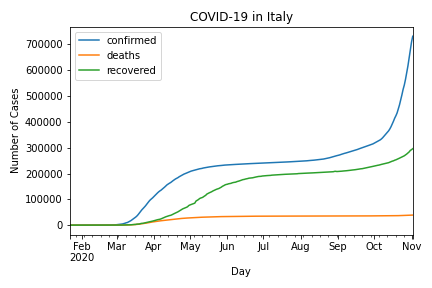 COVID-19 in Italy
confirmed
deaths
recovered
Number of Cases
700000
600000
500000
400000
300000
200000
100000
0
Feb Mar Apr May Jun Jul Aug Sep Oct Nov
2020
Day